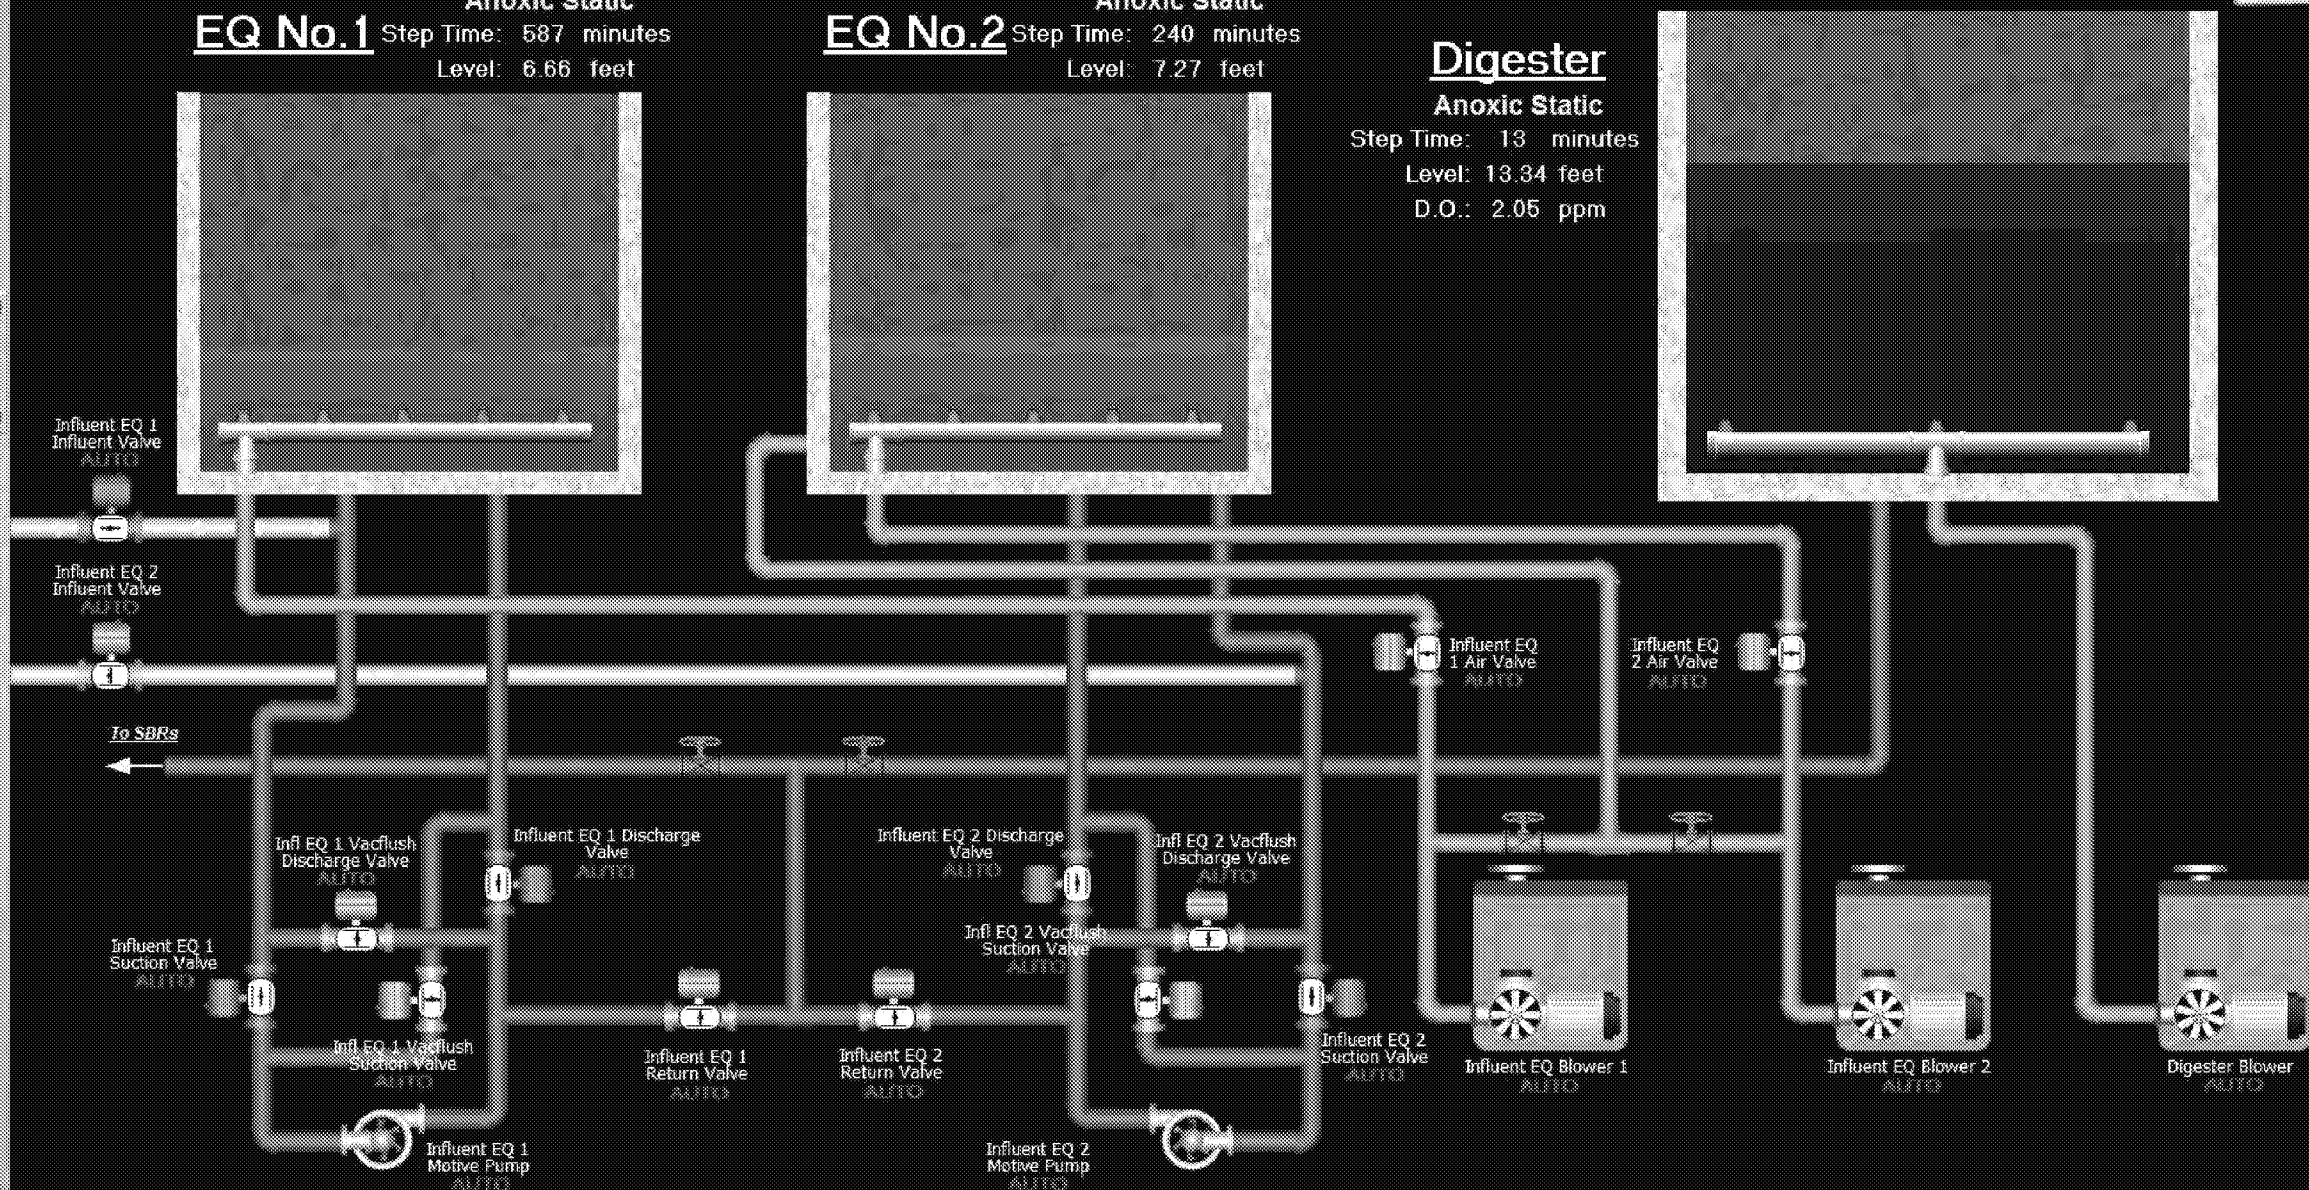 Anoxic Static
EQ No.1 Step Time: 587 minutes
Level: 6.66 feet
Anoxic Static
EQ No.2 Step Time: 240 minutes
Level: 7.27 feet
Digester
Anoxic Static
Step Time: 13 minutes
Level: 13.34 feet
D.O.: 2.05 ppm
Influent EQ 1
Influent Valve
AUTO
Influent EQ 2
Influent Valve
AUTO
Influent EQ
1 Air Valve
AUTO
Influent EQ
2 Air Valve
AUTO
To SBRs
Infl EQ 1 Vacflush
Discharge Valve
AUTO
Influent EQ 1 Discharge
Valve
AUTO
Influent EQ 2 Discharge
Valve
AUTO
Infl EQ 2 Vacflush
Discharge Valve
AUTO
Influent EQ 1
Suction Valve
AUTO
Infl EQ 2 Vacflush
Suction Valve
AUTO
Infl EQ 1 Vacflush
Suction Valve
AUTO
Influent EQ 1
Return Valve
AUTO
Influent EQ 2
Return Valve
AUTO
Influent EQ 2
Suction Valve
AUTO
Influent EQ Blower 1
AUTO
Influent EQ Blower 2
AUTO
Digester Blower
AUTO
Influent EQ 1
Motive Pump
AUTO
Influent EQ 2
Motive Pump
AUTO